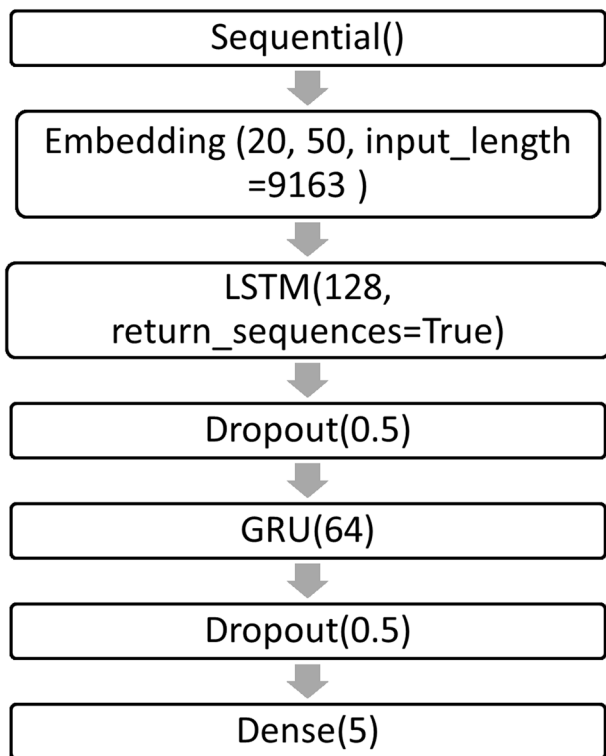 Sequential()
Embedding (20, 50, input_length
=9163 )
LSTM(128,
return_sequences=True)
Dropout(0.5)
GRU(64)
Dropout(0.5)
Dense(5)